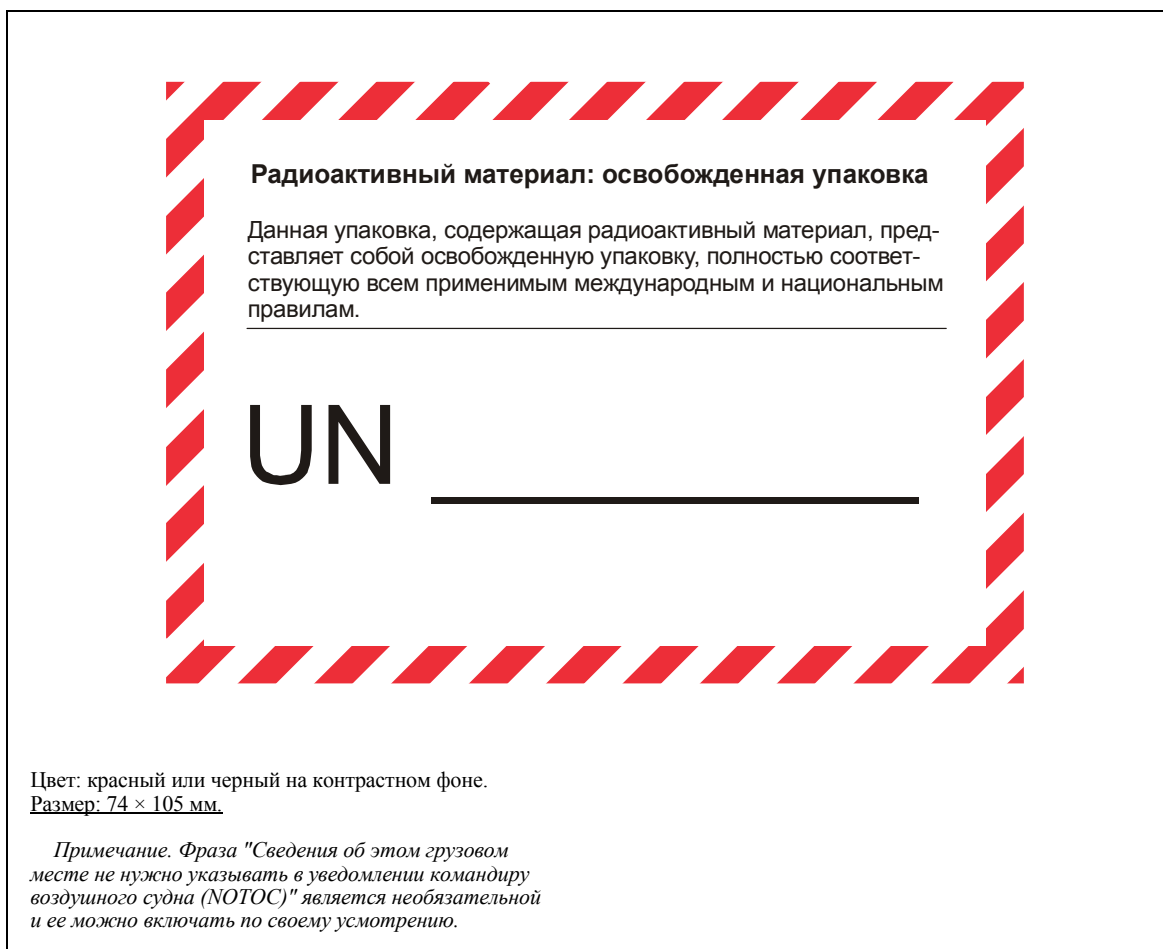 Радиоактивный материал: освобожденная упаковка
Данная упаковка, содержащая радиоактивный материал, пред-
ставляет собой освобожденную упаковку, полностью соответ-
ствующую всем применимым международным и национальным
правилам.
UN
Цвет: красный или черный на контрастном фоне.
Размер: 74 × 105 мм.
Примечание. Фраза "Сведения об этом грузовом
месте не нужно указывать в уведомлении командиру
воздушного судна (NOTOC)" является необязательной
и ее можно включать по своему усмотрению.